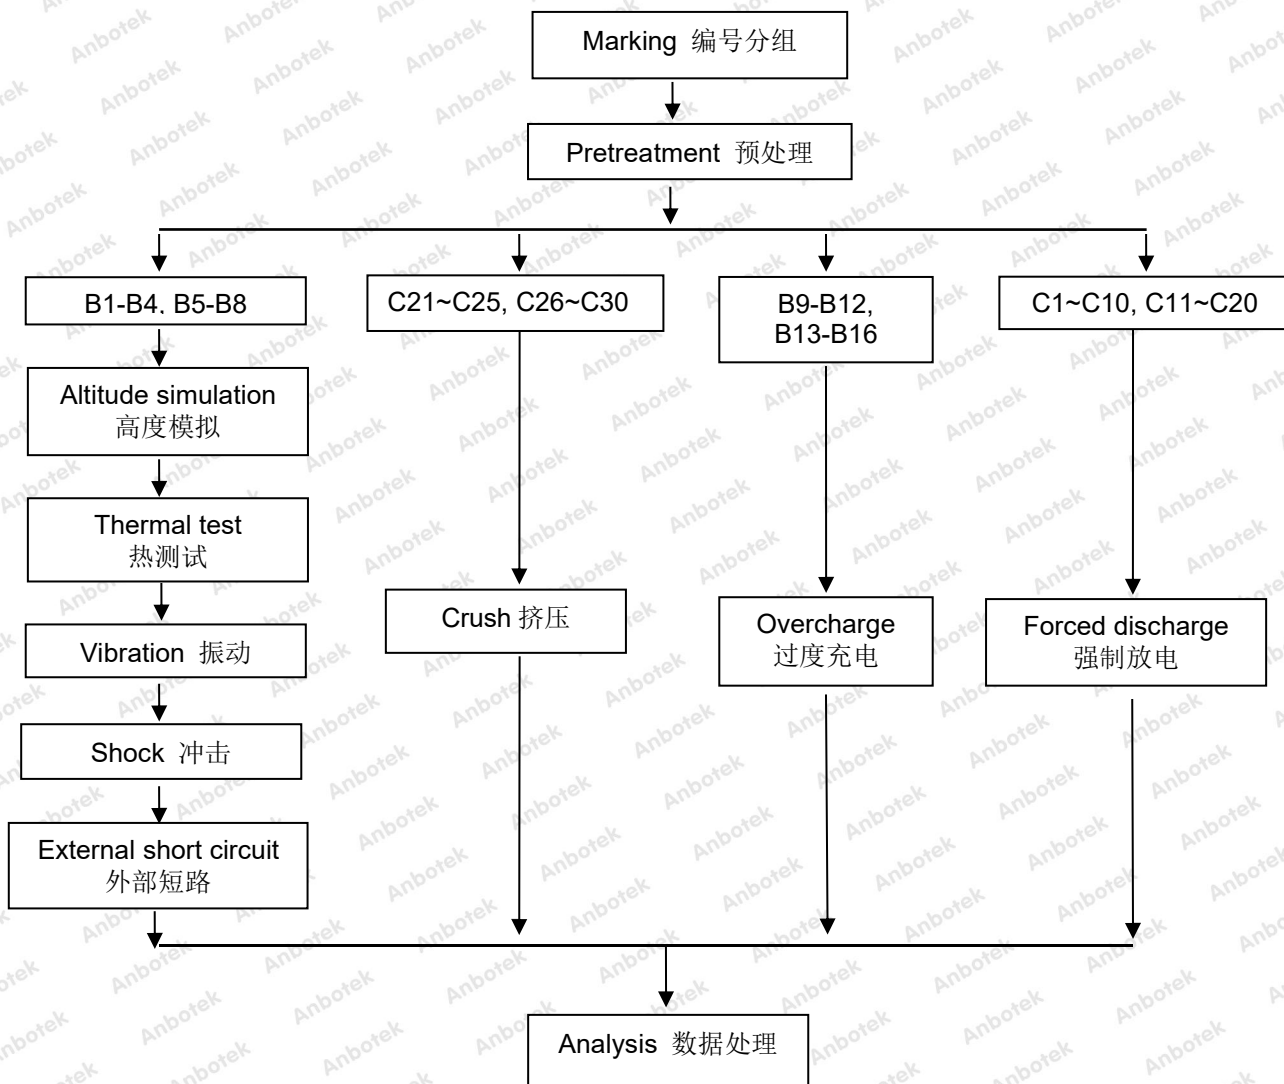 Marking 编号分组
Pretreatment 预处理
B1-B4, B5-B8
C21~C25, C26~C30
B9-B12,
B13-B16
C1~C10, C11~C20
Altitude simulation
高度模拟
Thermal test
热测试
Vibration 振动
Shock 冲击
External short circuit
外部短路
Crush 挤压
Overcharge
过度充电
Forced discharge
强制放电
Analysis 数据处理
Anbotek